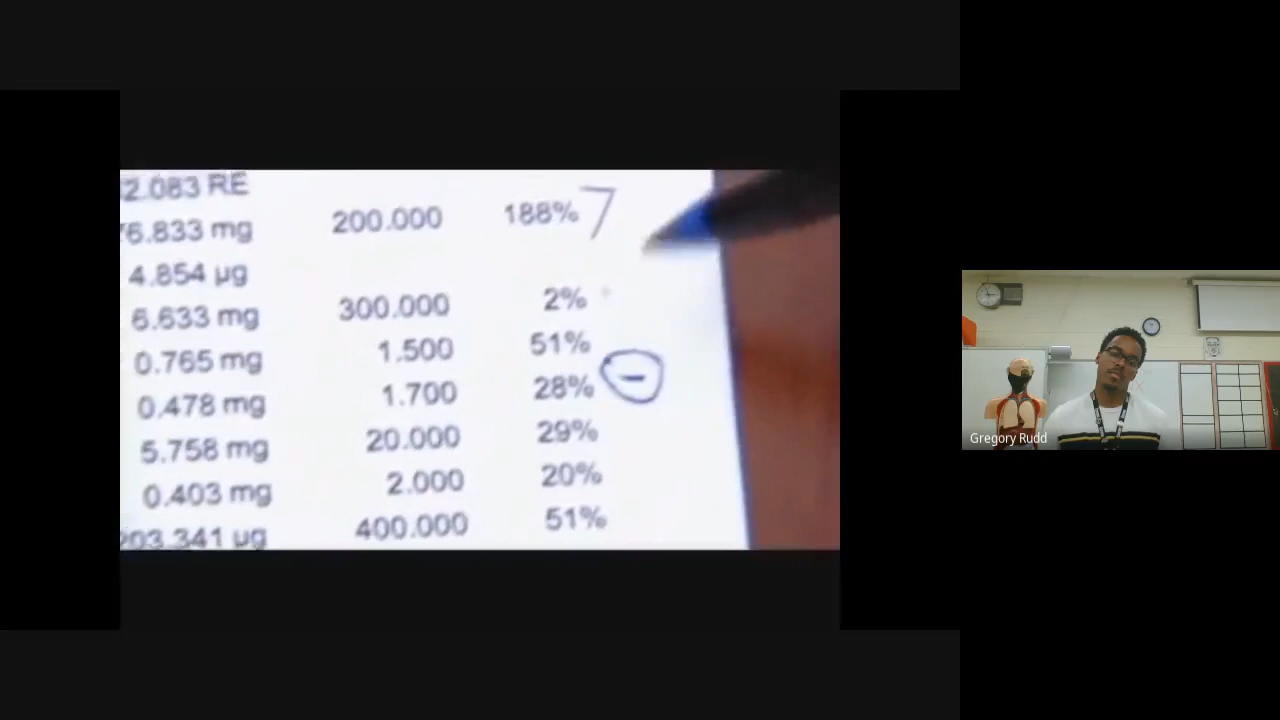 2.083 RE
6.833 mg 200.000 188%
4.854 µg
6.633 mg 300.000 2%
0.765 mg 1.500 51%
0.478 mg 1.700 28% -
5.758 mg 20.000 29%
0.403 mg 2.000 20%
03.341 µg 400.000 51%
Gregory Rudd